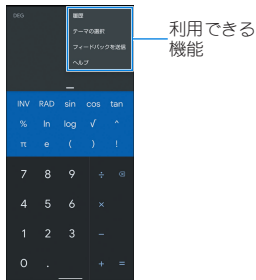 DEG
履歴
テーマの選択
フィードバックを送信
ヘルプ
利用できる
機能
INV RAD sin cos tan
% ln log √ ^
π e ( ) !
7 8 9 ÷ ⌫
4 5 6 ×
1 2 3 −
0 . + =